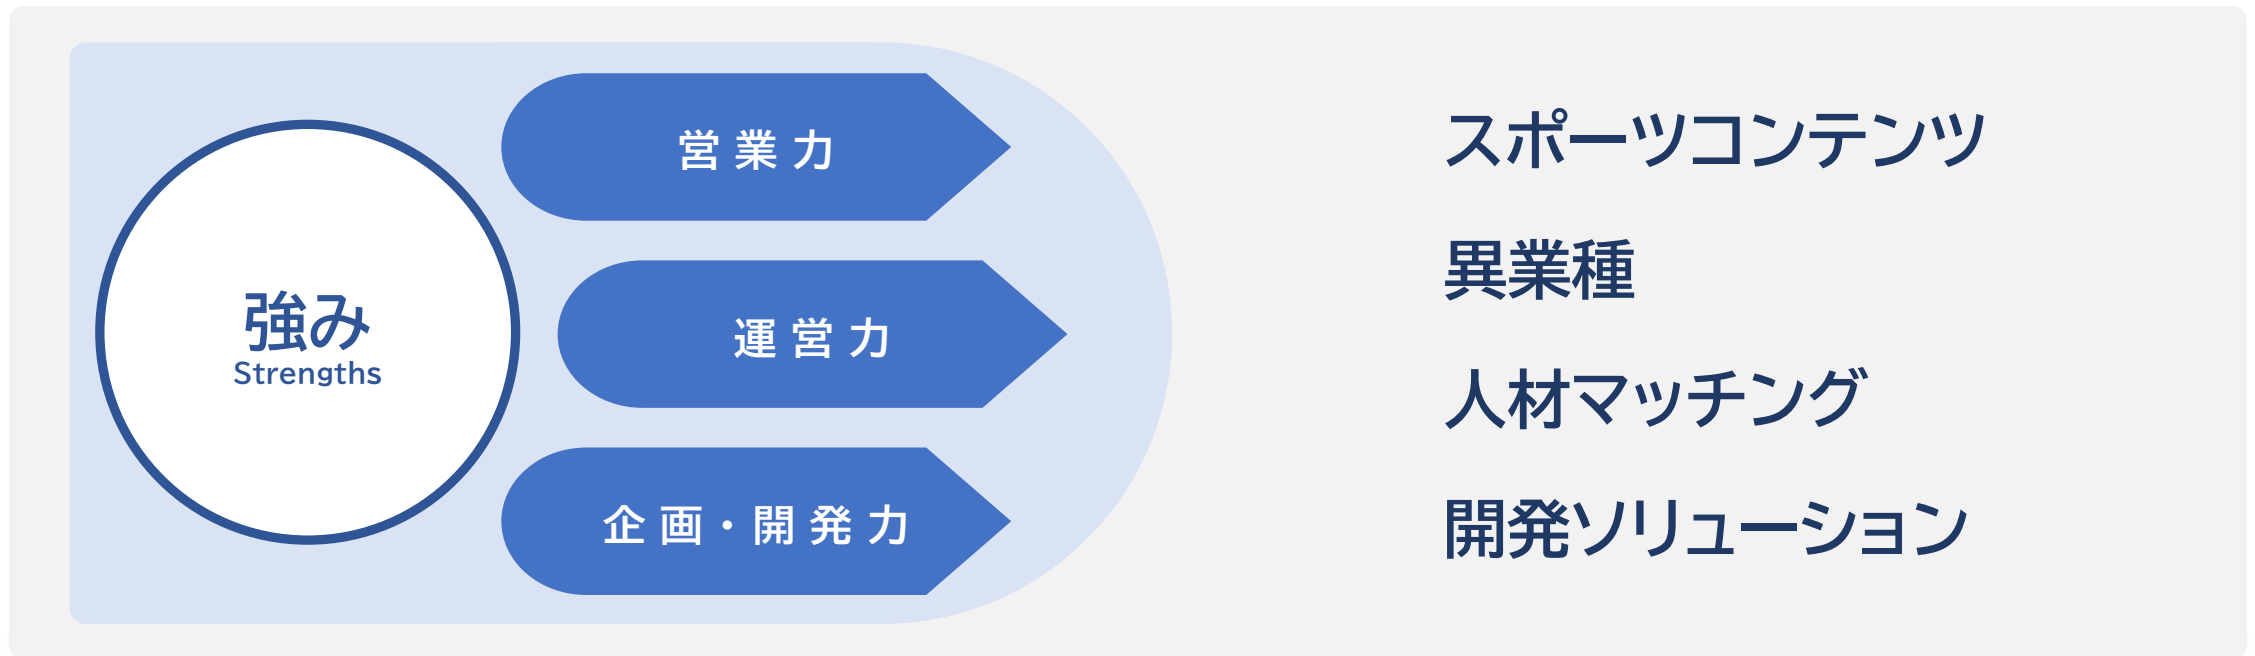 強み
Strengths
営業力
運営力
企画・開発力
スポーツコンテンツ
異業種
人材マッチング
開発ソリューション